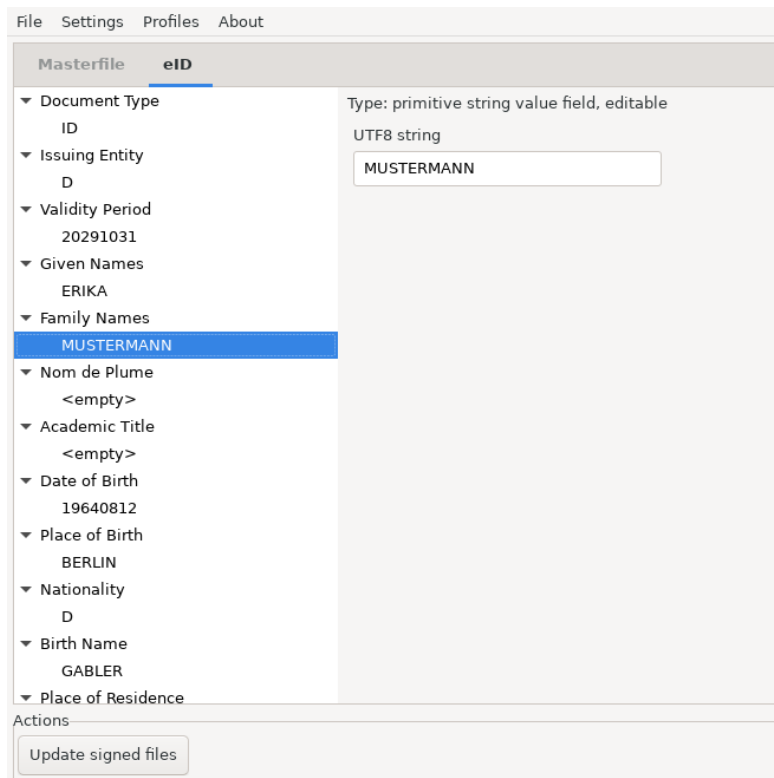 File Settings Profiles About
Masterfile eID
Document Type
ID
Issuing Entity
D
Validity Period
20291031
Given Names
ERIKA
Family Names
MUSTERMANN
Nom de Plume
<empty>
Academic Title
<empty>
Date of Birth
19640812
Place of Birth
BERLIN
Nationality
D
Birth Name
GABLER
Place of Residence
Type: primitive string value field, editable
UTF8 string
MUSTERMANN
Actions
Update signed files